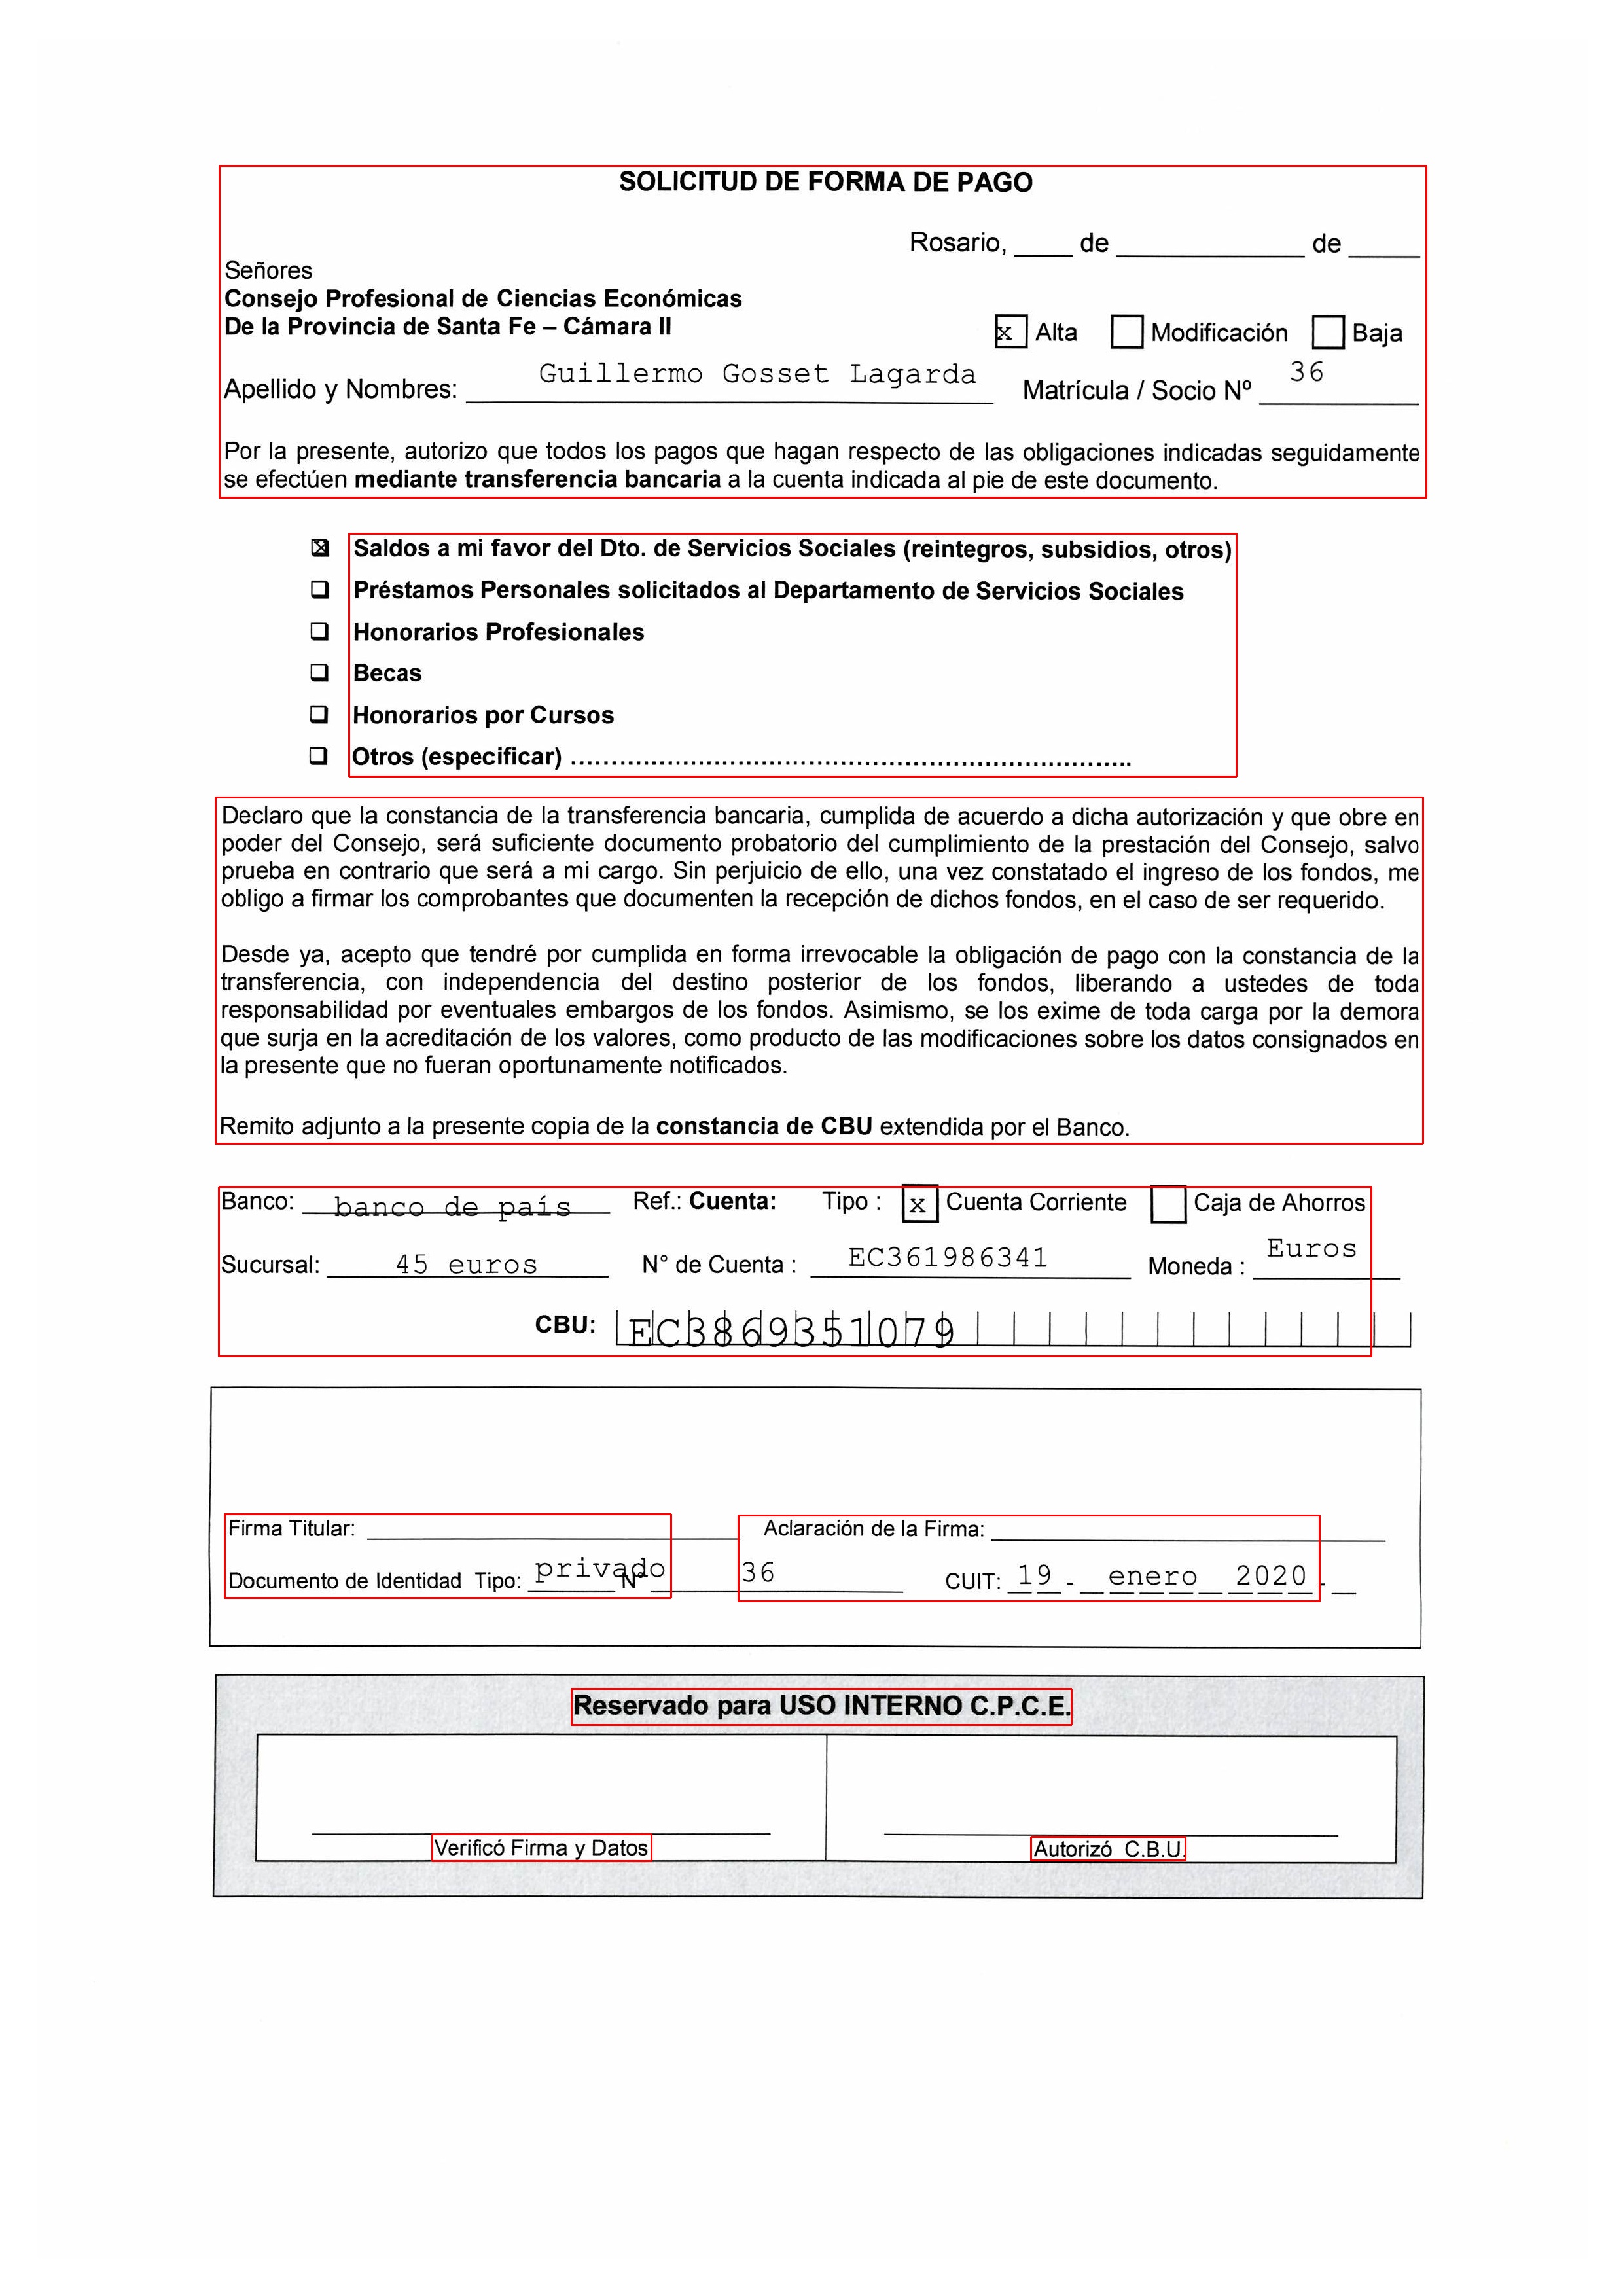 SOLICITUD DE FORMA DE PAGO
Rosario, ____ de ____________ de ____
Señores
Consejo Profesional de Ciencias Económicas
De la Provincia de Santa Fe – Cámara II
x Alta Modificación Baja
Apellido y Nombres: Guillermo Gosset Lagarda Matrícula / Socio Nº 36
Por la presente, autorizo que todos los pagos que hagan respecto de las obligaciones indicadas seguidamente
se efectúen mediante transferencia bancaria a la cuenta indicada al pie de este documento.
☒ Saldos a mi favor del Dto. de Servicios Sociales (reintegros, subsidios, otros)
❑ Préstamos Personales solicitados al Departamento de Servicios Sociales
❑ Honorarios Profesionales
❑ Becas
❑ Honorarios por Cursos
❑ Otros (especificar) ........................................................................
Declaro que la constancia de la transferencia bancaria, cumplida de acuerdo a dicha autorización y que obre en
poder del Consejo, será suficiente documento probatorio del cumplimiento de la prestación del Consejo, salvo
prueba en contrario que será a mi cargo. Sin perjuicio de ello, una vez constatado el ingreso de los fondos, me
obligo a firmar los comprobantes que documenten la recepción de dichos fondos, en el caso de ser requerido.
Desde ya, acepto que tendré por cumplida en forma irrevocable la obligación de pago con la constancia de la
transferencia, con independencia del destino posterior de los fondos, liberando a ustedes de toda
responsabilidad por eventuales embargos de los fondos. Asimismo, se los exime de toda carga por la demora
que surja en la acreditación de los valores, como producto de las modificaciones sobre los datos consignados en
la presente que no fueran oportunamente notificados.
Remito adjunto a la presente copia de la constancia de CBU extendida por el Banco.
Banco: banco de país Ref.: Cuenta: Tipo : x Cuenta Corriente Caja de Ahorros
Sucursal: 45 euros N° de Cuenta : EC361986341 Moneda : Euros
CBU: EC3869351079
Firma Titular: Aclaración de la Firma:
Documento de Identidad Tipo: privado Nº 36 CUIT: 19 - enero 2020 -
Reservado para USO INTERNO C.P.C.E.
Verificó Firma y Datos Autorizó C.B.U.